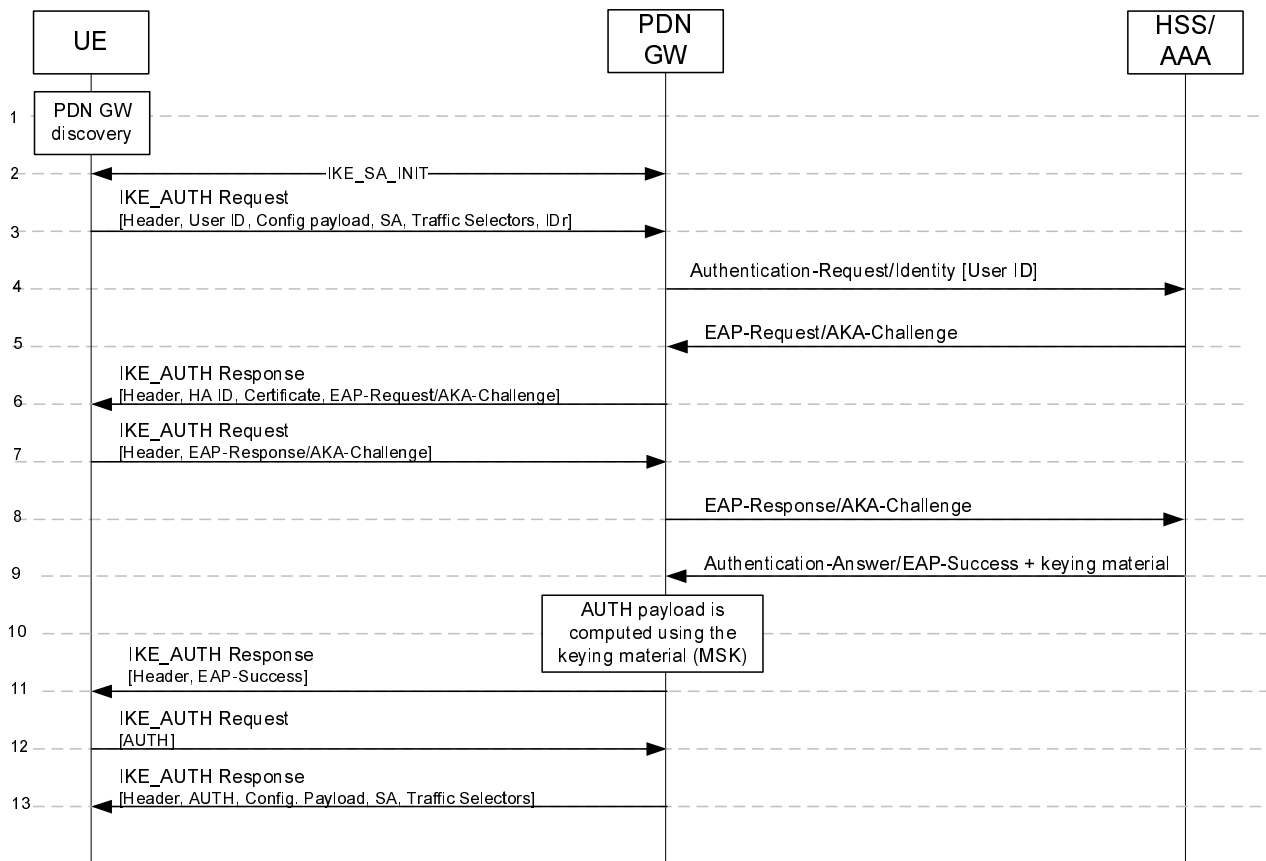 UE
PDN
GW
HSS/
AAA
1
PDN GW
discovery
2
IKE_SA_INIT
IKE_AUTH Request
[Header, User ID, Config payload, SA, Traffic Selectors, IDr]
3
Authentication-Request/Identity [User ID]
4
EAP-Request/AKA-Challenge
5
IKE_AUTH Response
[Header, HA ID, Certificate, EAP-Request/AKA-Challenge]
6
IKE_AUTH Request
[Header, EAP-Response/AKA-Challenge]
7
EAP-Response/AKA-Challenge
8
Authentication-Answer/EAP-Success + keying material
9
AUTH payload is
computed using the
keying material (MSK)
10
IKE_AUTH Response
[Header, EAP-Success]
11
IKE_AUTH Request
[AUTH]
12
IKE_AUTH Response
[Header, AUTH, Config. Payload, SA, Traffic Selectors]
13